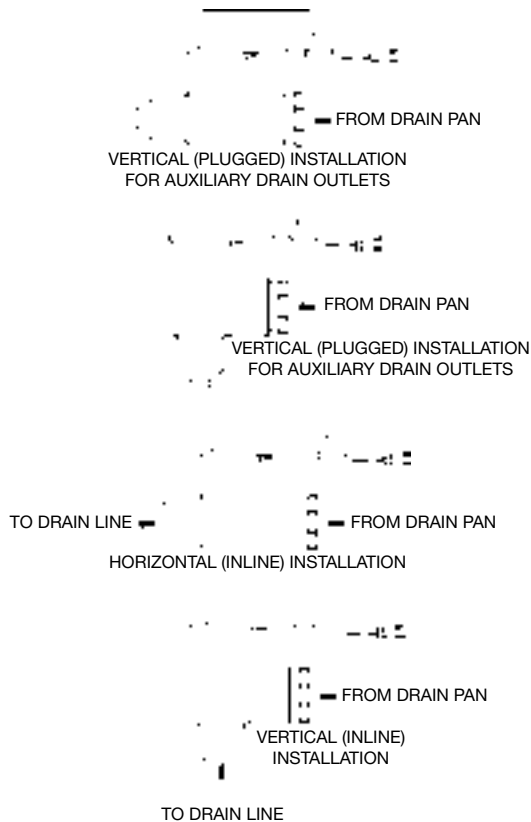 FROM DRAIN PAN
VERTICAL (PLUGGED) INSTALLATION
FOR AUXILIARY DRAIN OUTLETS
FROM DRAIN PAN
VERTICAL (PLUGGED) INSTALLATION
FOR AUXILIARY DRAIN OUTLETS
TO DRAIN LINE
FROM DRAIN PAN
HORIZONTAL (INLINE) INSTALLATION
FROM DRAIN PAN
VERTICAL (INLINE)
INSTALLATION
TO DRAIN LINE